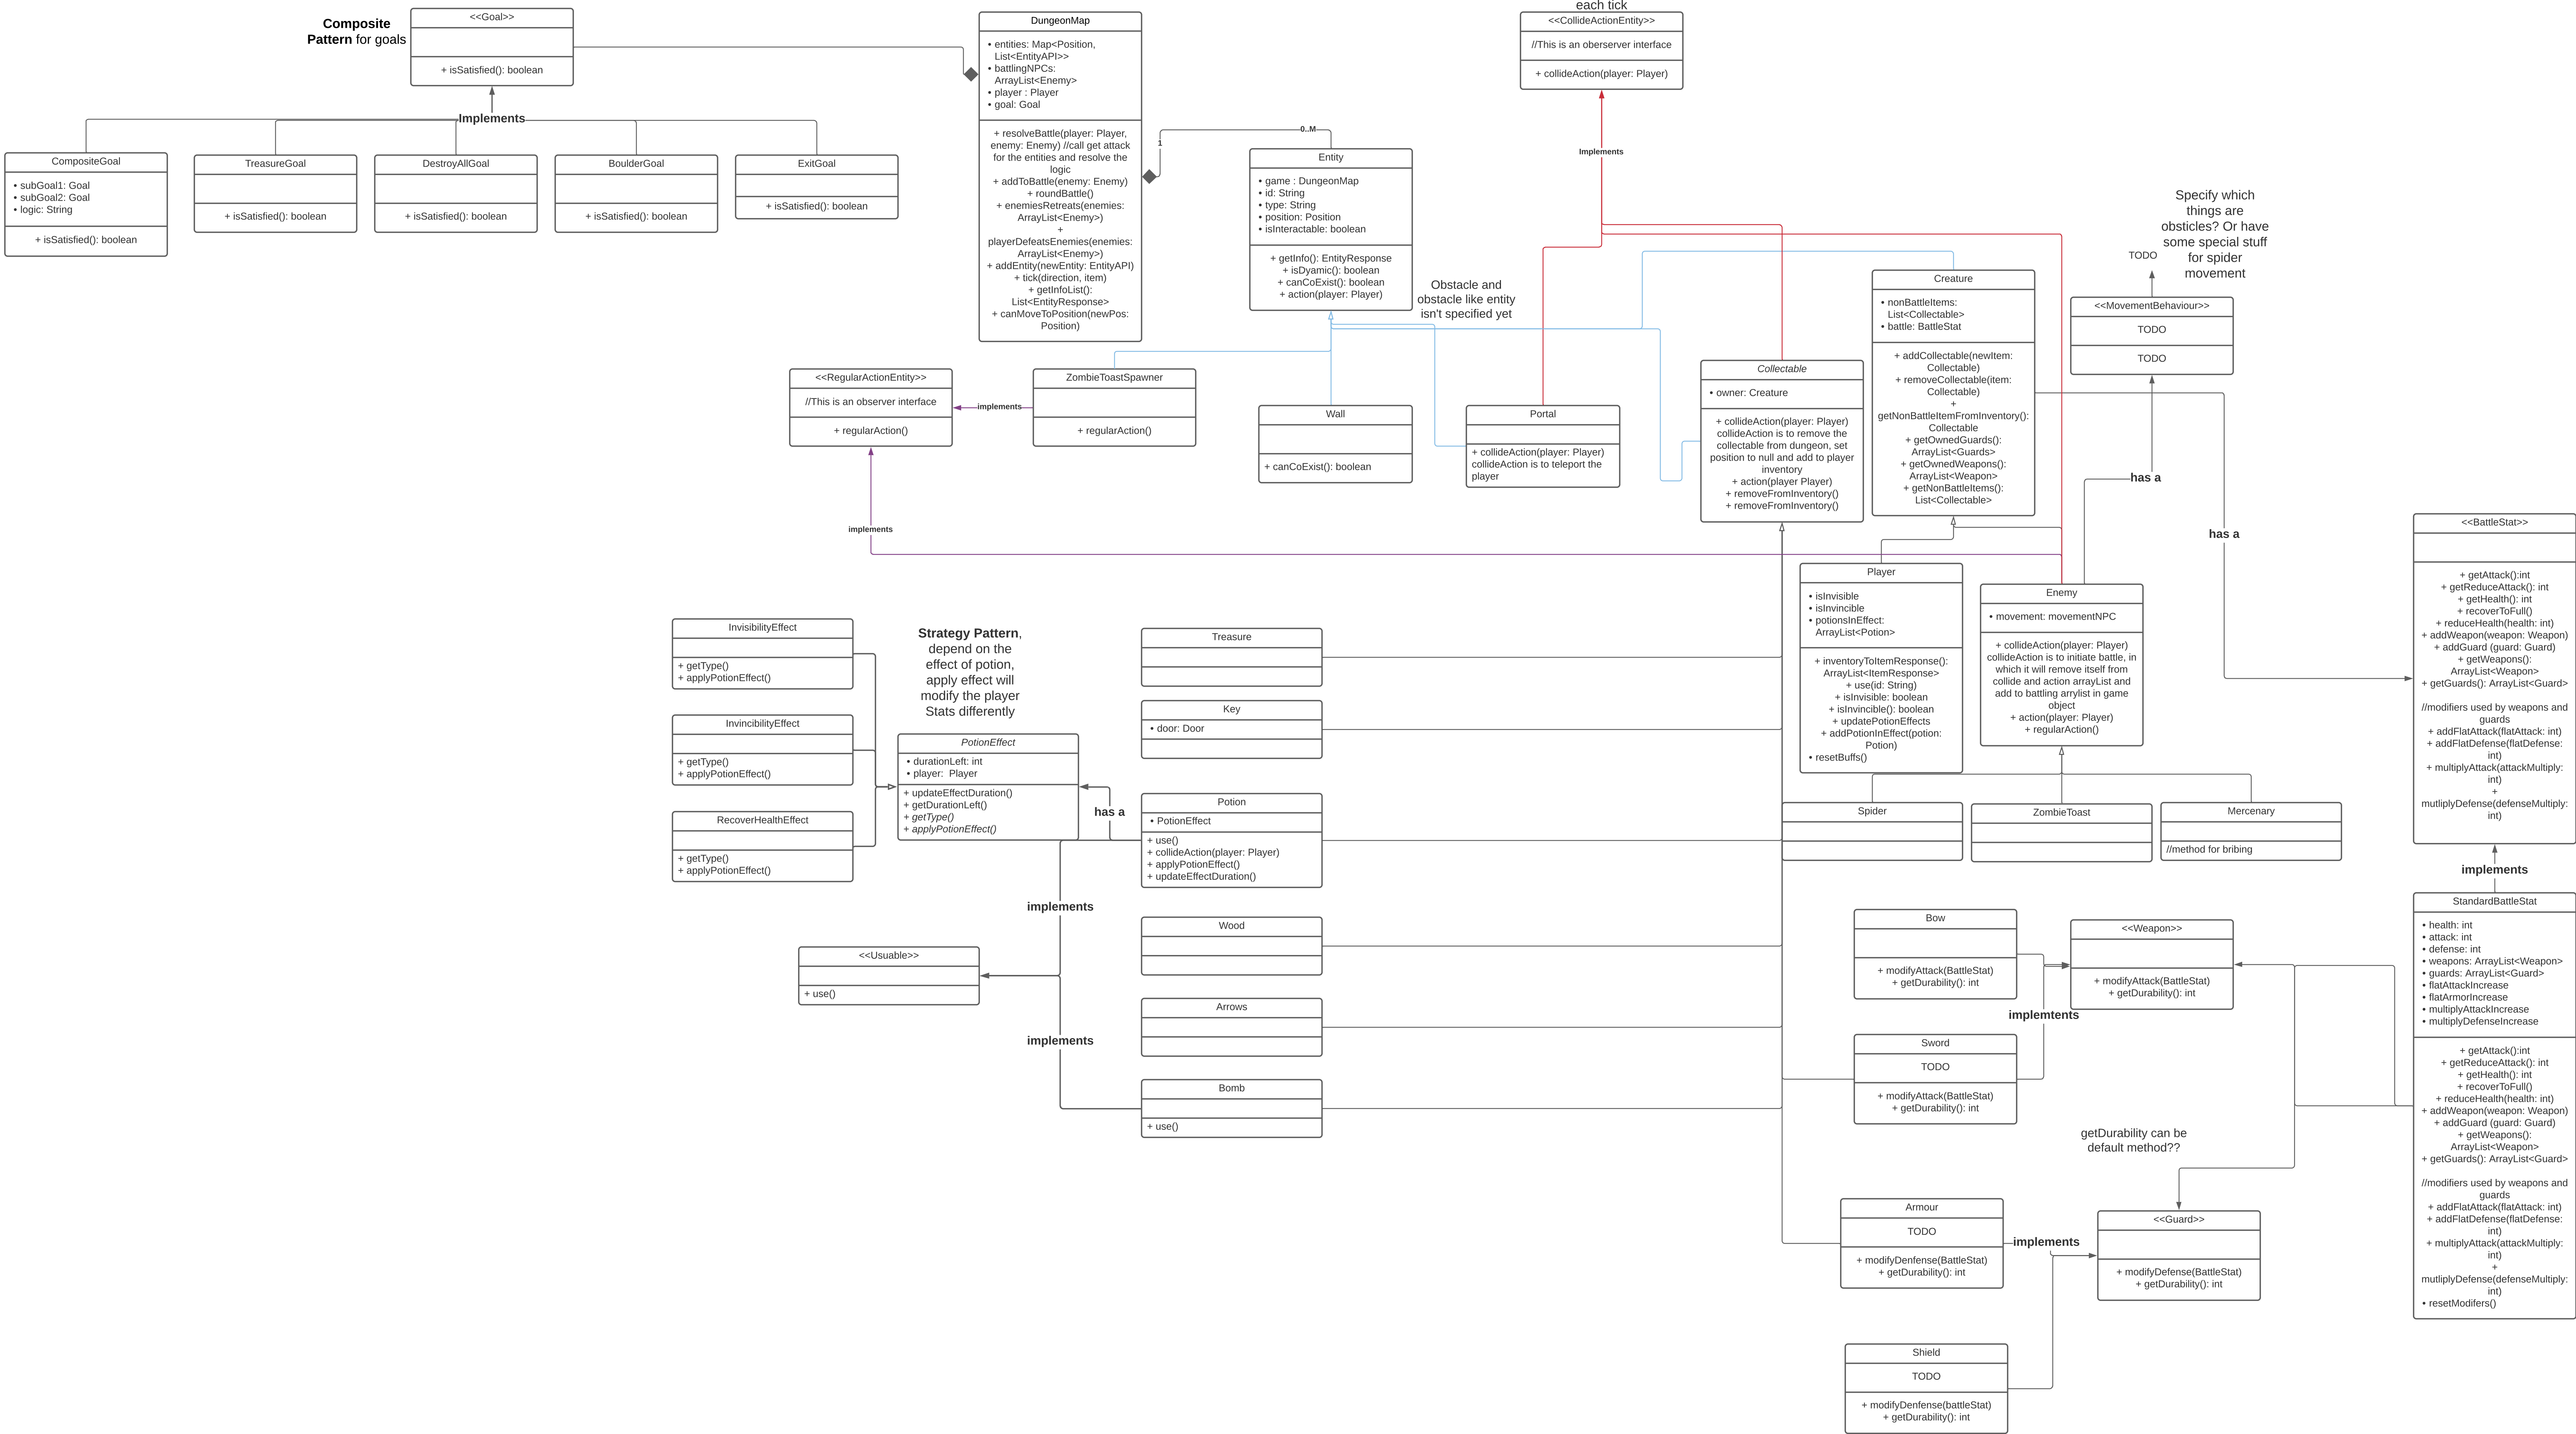 Composite
Pattern for goals
<<Goal>>
+ isSatisfied(): boolean
Implements
CompositeGoal
• subGoal1: Goal
• subGoal2: Goal
• logic: String
+ isSatisfied(): boolean
TreasureGoal
+ isSatisfied(): boolean
DestroyAllGoal
+ isSatisfied(): boolean
BoulderGoal
+ isSatisfied(): boolean
ExitGoal
+ isSatisfied(): boolean
DungeonMap
• entities: Map<Position,
List<EntityAPI>>
• battlingNPCs:
ArrayList<Enemy>
• player : Player
• goal: Goal
+ resolveBattle(player: Player,
enemy: Enemy) //call get attack
for the entities and resolve the
logic
+ addToBattle(enemy: Enemy)
+ roundBattle()
+ enemiesRetreats(enemies:
ArrayList<Enemy>)
+
playerDefeatsEnemies(enemies:
ArrayList<Enemy>)
+ addEntity(newEntity: EntityAPI)
+ tick(direction, item)
+ getInfoList():
List<EntityResponse>
+ canMoveToPosition(newPos:
Position)
0..M
1
Entity
• game : DungeonMap
• id: String
• type: String
• position: Position
• isInteractable: boolean
+ getInfo(): EntityResponse
+ isDyamic(): boolean
+ canCoExist(): boolean
+ action(player: Player)
Obstacle and
obstacle like entity
isn't specified yet
each tick
<<CollideActionEntity>>
//This is an oberserver interface
+ collideAction(player: Player)
Implements
Specify which
things are
obsticles? Or have
some special stuff
for spider
movement
TODO
<<MovementBehaviour>>
TODO
TODO
has a
Creature
• nonBattleItems:
List<Collectable>
• battle: BattleStat
+ addCollectable(newItem:
Collectable)
+ removeCollectable(item:
Collectable)
+
getNonBattleItemFromInventory():
Collectable
+ getOwnedGuards():
ArrayList<Guards>
+ getOwnedWeapons():
ArrayList<Weapon>
+ getNonBattleItems():
List<Collectable>
has a
Collectable
• owner: Creature
+ collideAction(player: Player)
collideAction is to remove the
collectable from dungeon, set
position to null and add to player
inventory
+ action(player Player)
+ removeFromInventory()
+ removeFromInventory()
<<RegularActionEntity>>
//This is an observer interface
+ regularAction()
implements
ZombieToastSpawner
+ regularAction()
Wall
+ canCoExist(): boolean
Portal
+ collideAction(player: Player)
collideAction is to teleport the
player
implements
<<BattleStat>>
+ getAttack():int
+ getReduceAttack(): int
+ getHealth(): int
+ recoverToFull()
+ reduceHealth(health: int)
+ addWeapon(weapon: Weapon)
+ addGuard (guard: Guard)
+ getWeapons():
ArrayList<Weapon>
+ getGuards(): ArrayList<Guard>
//modifiers used by weapons and
guards
+ addFlatAttack(flatAttack: int)
+ addFlatDefense(flatDefense:
int)
+ multiplyAttack(attackMultiply:
int)
+
mutliplyDefense(defenseMultiply:
int)
Player
• isInvisible
• isInvincible
• potionsInEffect:
ArrayList<Potion>
+ inventoryToItemResponse():
ArrayList<ItemResponse>
+ use(id: String)
+ isInvisible: boolean
+ isInvincible(): boolean
+ updatePotionEffects
+ addPotionInEffect(potion:
Potion)
• resetBuffs()
Enemy
• movement: movementNPC
+ collideAction(player: Player)
collideAction is to initiate battle, in
which it will remove itself from
collide and action arrayList and
add to battling arrylist in game
object
+ action(player: Player)
+ regularAction()
Spider
ZombieToast
Mercenary
//method for bribing
InvisibilityEffect
+ getType()
+ applyPotionEffect()
InvincibilityEffect
+ getType()
+ applyPotionEffect()
RecoverHealthEffect
+ getType()
+ applyPotionEffect()
Strategy Pattern,
depend on the
effect of potion,
apply effect will
modify the player
Stats differently
PotionEffect
• durationLeft: int
• player:  Player
+ updateEffectDuration()
+ getDurationLeft()
+ getType()
+ applyPotionEffect()
has a
Treasure
Key
• door: Door
Potion
• PotionEffect
+ use()
+ collideAction(player: Player)
+ applyPotionEffect()
+ updateEffectDuration()
implements
<<Usuable>>
+ use()
implements
Wood
Arrows
Bomb
+ use()
Bow
+ modifyAttack(BattleStat)
+ getDurability(): int
<<Weapon>>
+ modifyAttack(BattleStat)
+ getDurability(): int
implemtents
Sword
TODO
+ modifyAttack(BattleStat)
+ getDurability(): int
getDurability can be
default method??
Armour
TODO
+ modifyDenfense(BattleStat)
+ getDurability(): int
implements
<<Guard>>
+ modifyDefense(BattleStat)
+ getDurability(): int
Shield
TODO
+ modifyDenfense(battleStat)
+ getDurability(): int
implements
StandardBattleStat
• health: int
• attack: int
• defense: int
• weapons: ArrayList<Weapon>
• guards: ArrayList<Guard>
• flatAttackIncrease
• flatArmorIncrease
• multiplyAttackIncrease
• multiplyDefenseIncrease
+ getAttack():int
+ getReduceAttack(): int
+ getHealth(): int
+ recoverToFull()
+ reduceHealth(health: int)
+ addWeapon(weapon: Weapon)
+ addGuard (guard: Guard)
+ getWeapons():
ArrayList<Weapon>
+ getGuards(): ArrayList<Guard>
//modifiers used by weapons and
guards
+ addFlatAttack(flatAttack: int)
+ addFlatDefense(flatDefense:
int)
+ multiplyAttack(attackMultiply:
int)
+
mutliplyDefense(defenseMultiply:
int)
• resetModifers()